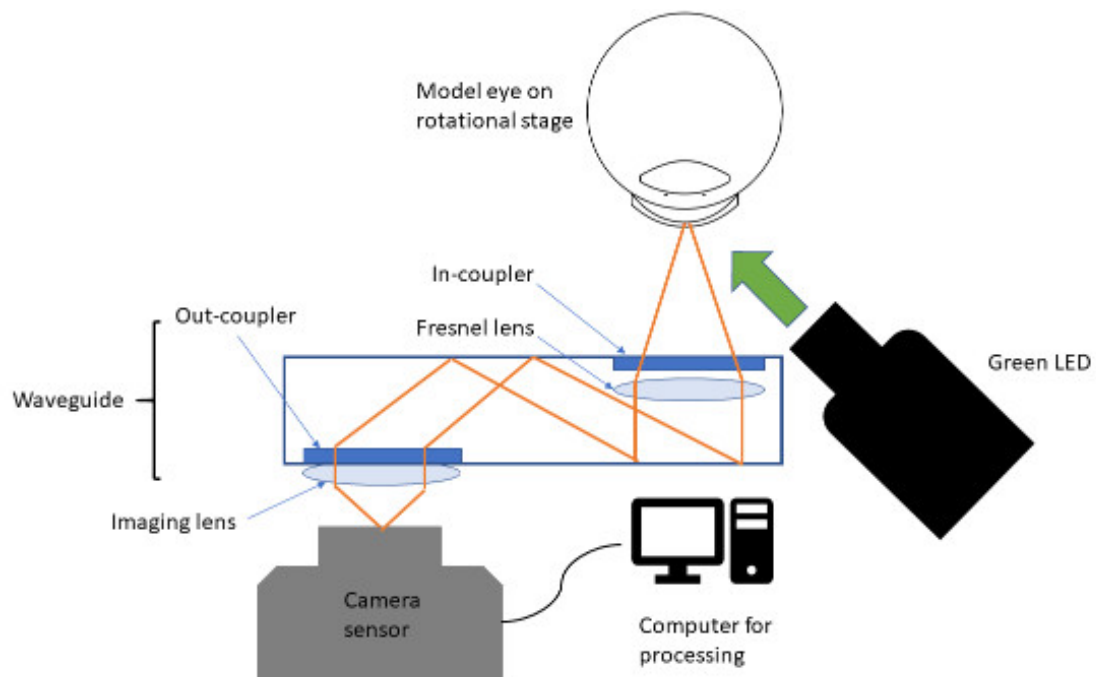 Model eye on
rotational stage
In-coupler
Out-coupler
Fresnel lens
Green LED
Waveguide
Imaging lens
Camera
sensor
Computer for
processing